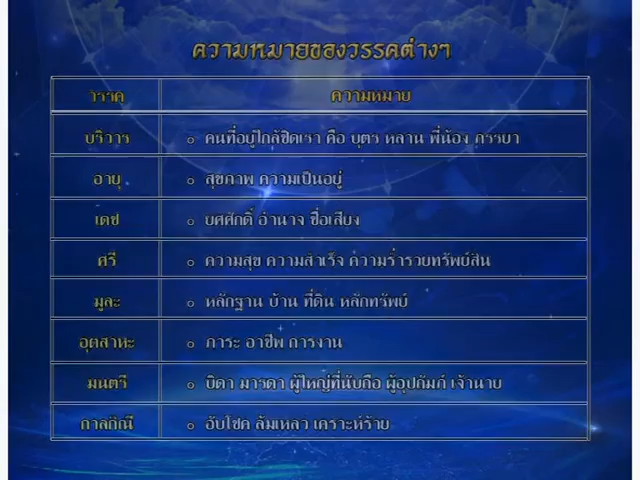 ความหมายของวรรคต่างๆ
วรรค ความหมาย
บริวาร ๐ คนที่อยู่ใกล้ชิดเรา คือ บุตร หลาน พี่น้อง ภรรยา
อายุ ๐ สุขภาพ ความเป็นอยู่
เดช ๐ ยศศักดิ์ อำนาจ ชื่อเสียง
ศรี ๐ ความสุข ความสำเร็จ ความร่ำรวยทรัพย์สิน
มูละ ๐ หลักฐาน บ้าน ที่ดิน หลักทรัพย์
อุตสาหะ ๐ ภาระ อาชีพ การงาน
มนตรี ๐ บิดา มารดา ผู้ใหญ่ที่นับถือ ผู้อุปถัมภ์ เจ้านาย
กาลกิณี ๐ อับโชค ล้มเหลว เคราะห์ร้าย